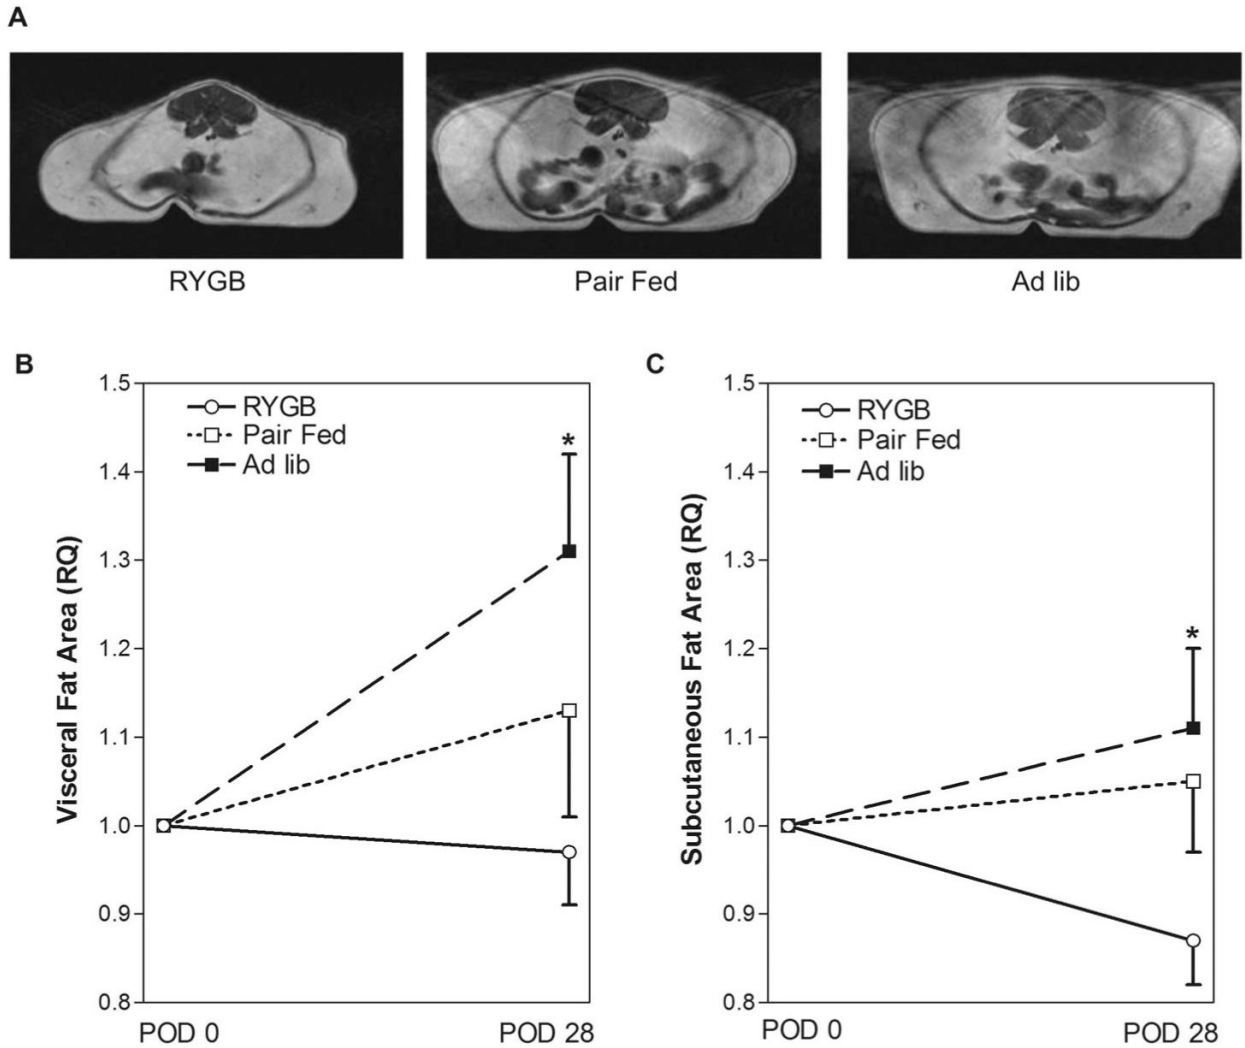 A
RYGB
Pair Fed
Ad lib
B
1.5
1.4
1.3
1.2
1.1
1.0
0.9
0.8
Visceral Fat Area (RQ)
RYGB
Pair Fed
Ad lib
*
POD 0
POD 28
C
1.5
1.4
1.3
1.2
1.1
1.0
0.9
0.8
Subcutaneous Fat Area (RQ)
RYGB
Pair Fed
Ad lib
*
POD 0
POD 28